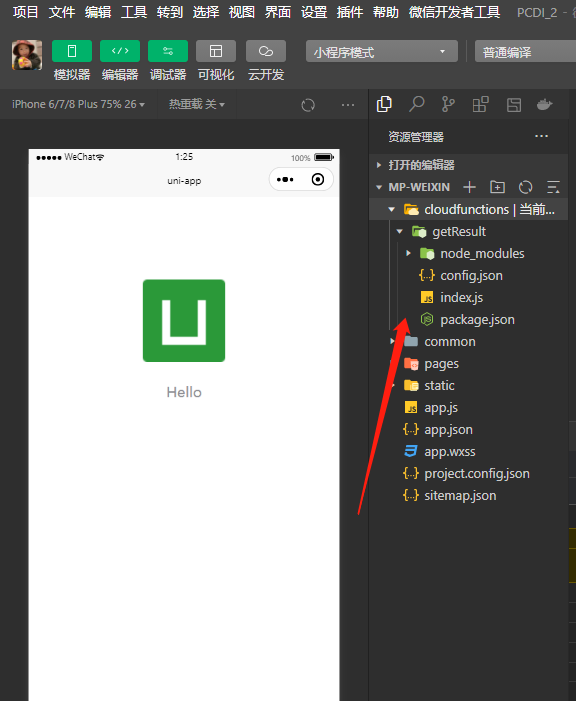 项目 文件 编辑 工具 转到 选择 视图 界面 设置 插件 帮助 微信开发者工具 PCDI_2 -
模拟器 编辑器 调试器 可视化 云开发
小程序模式
普通编译
iPhone 6/7/8 Plus 75% 26
热重载 关
WeChat
1:25
100%
uni-app
Hello
资源管理器
打开的编辑器
MP-WEIXIN
cloudfunctions | 当前...
getResult
node_modules
config.json
index.js
package.json
common
pages
static
app.js
app.json
app.wxss
project.config.json
sitemap.json